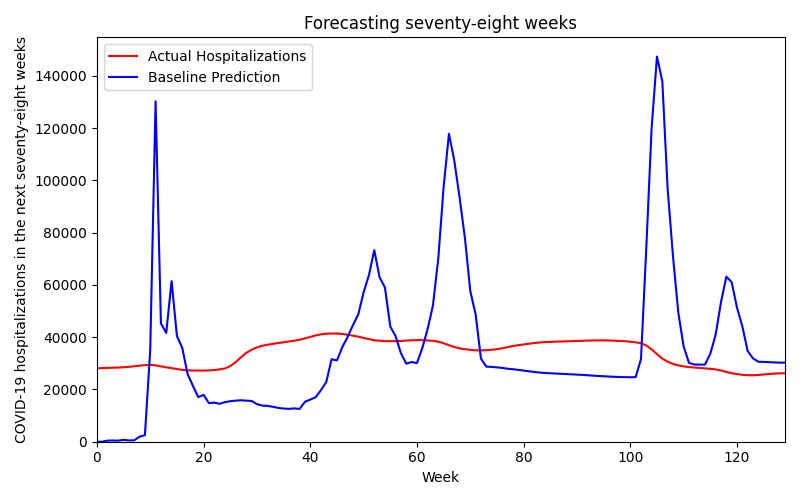 Forecasting seventy-eight weeks
Actual Hospitalizations
Baseline Prediction
COVID-19 hospitalizations in the next seventy-eight weeks
140000
120000
100000
80000
60000
40000
20000
0
0 20 40 60 80 100 120
Week